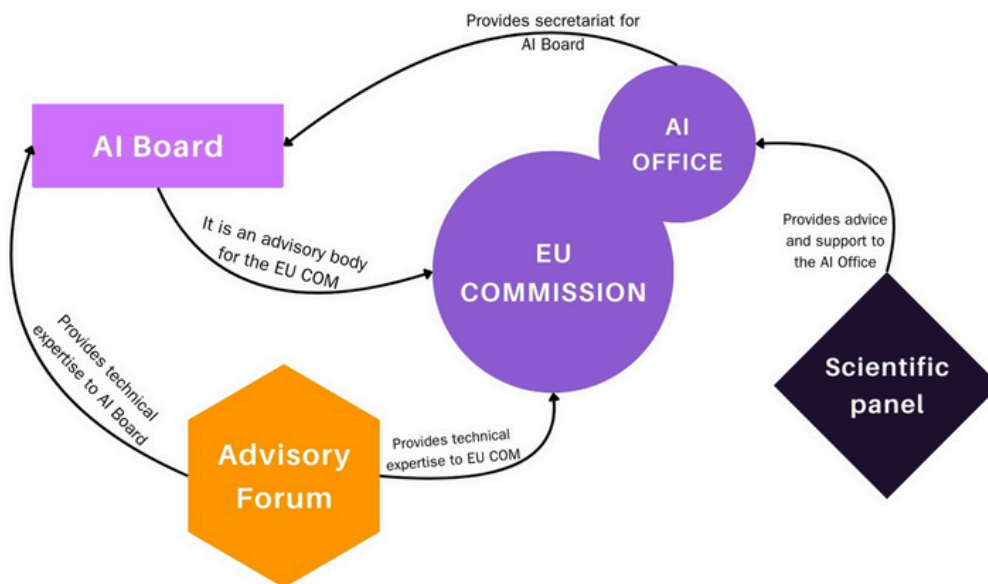 Provides secretariat for
AI Board
AI Board
AI
OFFICE
It is an advisory body
for the EU COM
EU
COMMISSION
Provides advice
and support to
the AI Office
Scientific
panel
Provides technical
expertise to AI Board
Advisory
Forum
Provides technical
expertise to EU COM